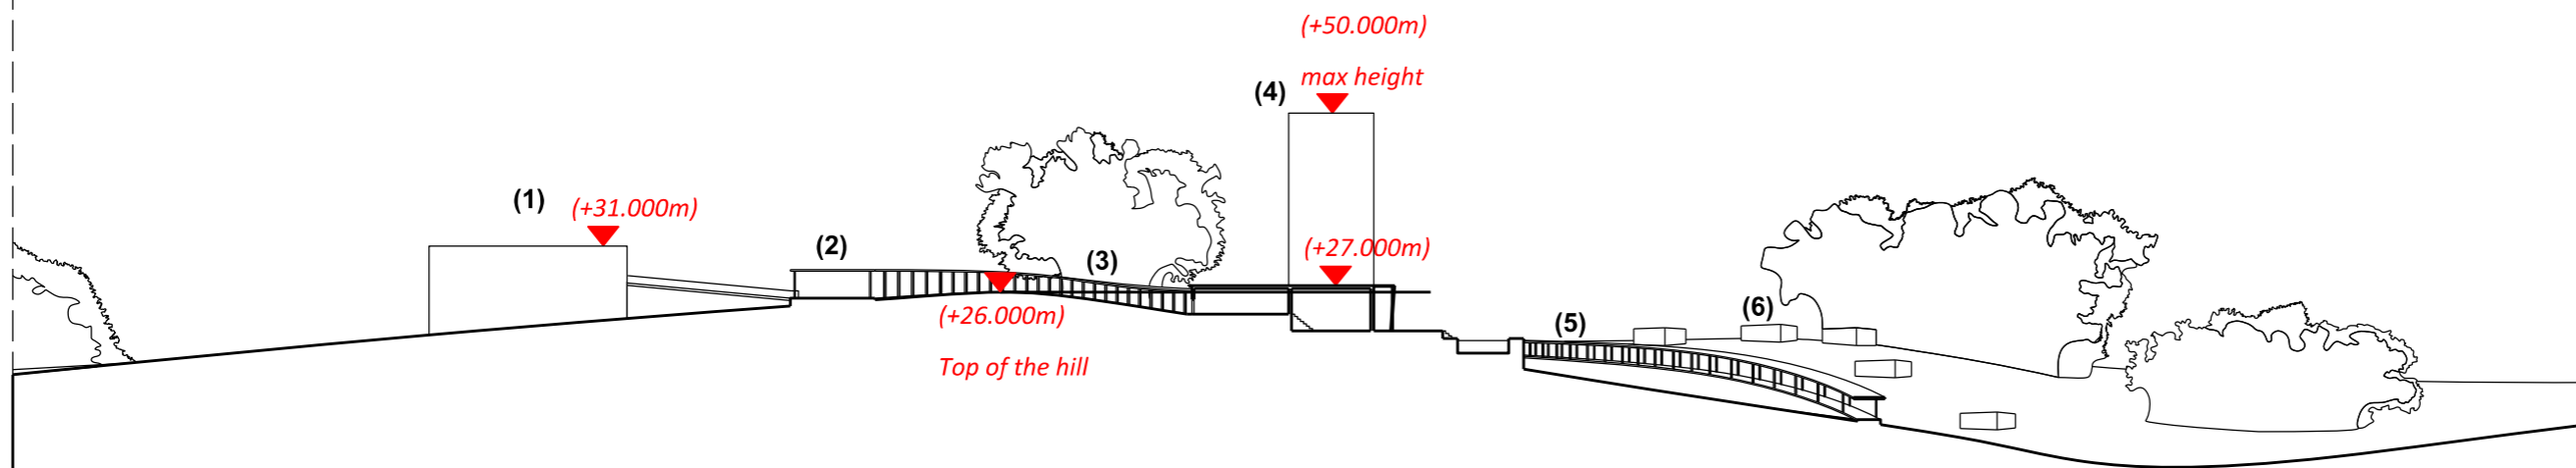 (+50.000m)
max height
(4)
(1)
(+31.000m)
(2)
(3)
(+27.000m)
(+26.000m)
Top of the hill
(5)
(6)